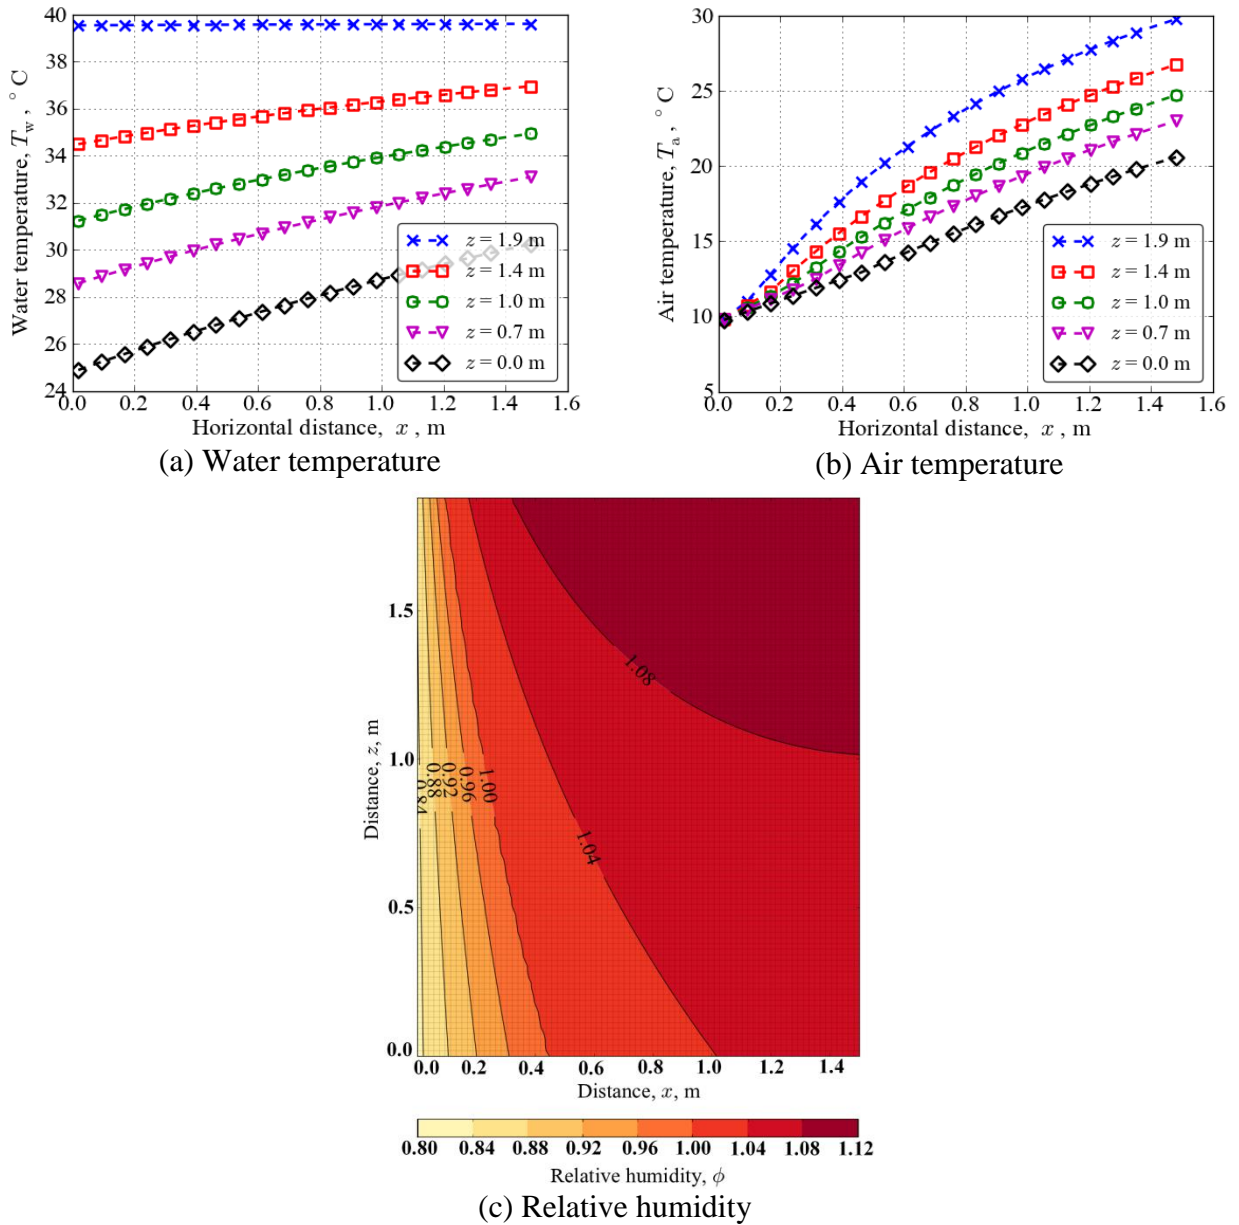 40
38
36
34
32
30
28
26
24
Water temperature, T_w, °C
0.0 0.2 0.4 0.6 0.8 1.0 1.2 1.4 1.6
Horizontal distance, x, m
z = 1.9 m
z = 1.4 m
z = 1.0 m
z = 0.7 m
z = 0.0 m
(a) Water temperature
30
25
20
15
10
5
Air temperature, T_a, °C
0.0 0.2 0.4 0.6 0.8 1.0 1.2 1.4 1.6
Horizontal distance, x, m
z = 1.9 m
z = 1.4 m
z = 1.0 m
z = 0.7 m
z = 0.0 m
(b) Air temperature
1.5
1.0
0.5
0.0
Distance, z, m
0.84
0.88
0.92
0.96
1.00
1.04
1.08
0.0 0.2 0.4 0.6 0.8 1.0 1.2 1.4
Distance, x, m
0.80 0.84 0.88 0.92 0.96 1.00 1.04 1.08 1.12
Relative humidity, ϕ
(c) Relative humidity